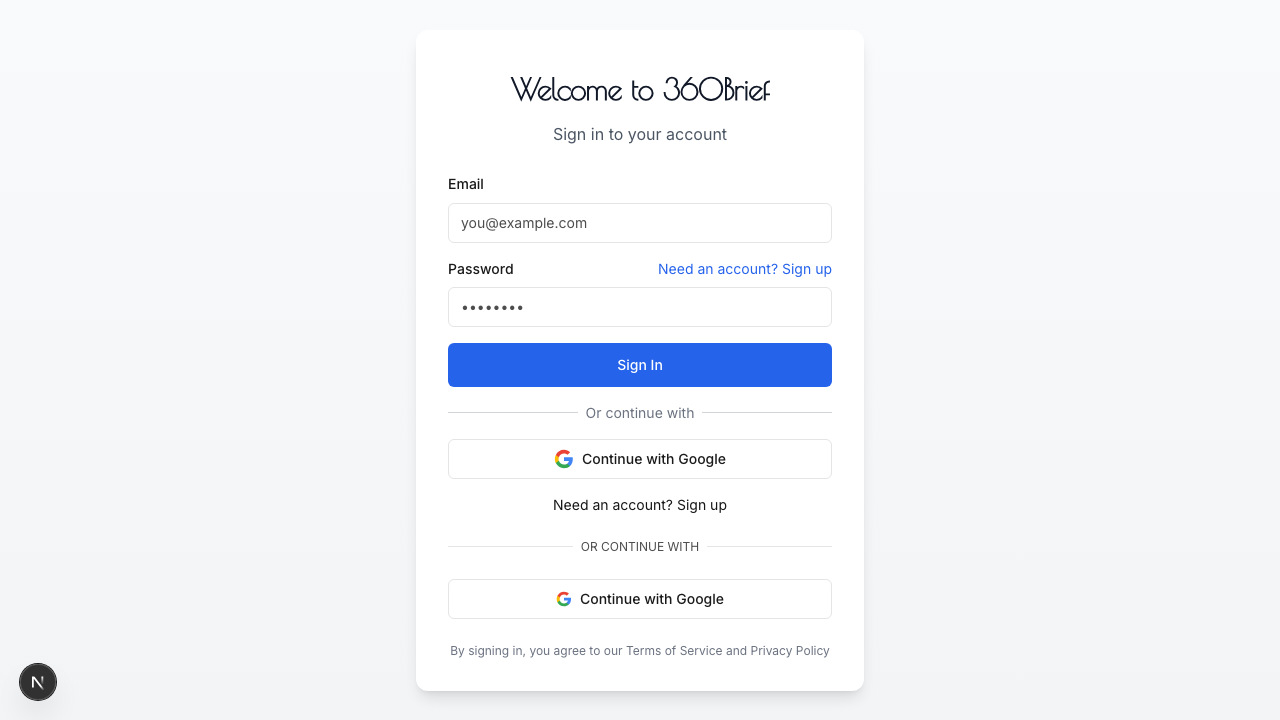 Welcome to 360Brief
Sign in to your account
Email
you@example.com
Password
Need an account? Sign up
••••••••
Sign In
Or continue with
Continue with Google
Need an account? Sign up
OR CONTINUE WITH
Continue with Google
By signing in, you agree to our Terms of Service and Privacy Policy
N